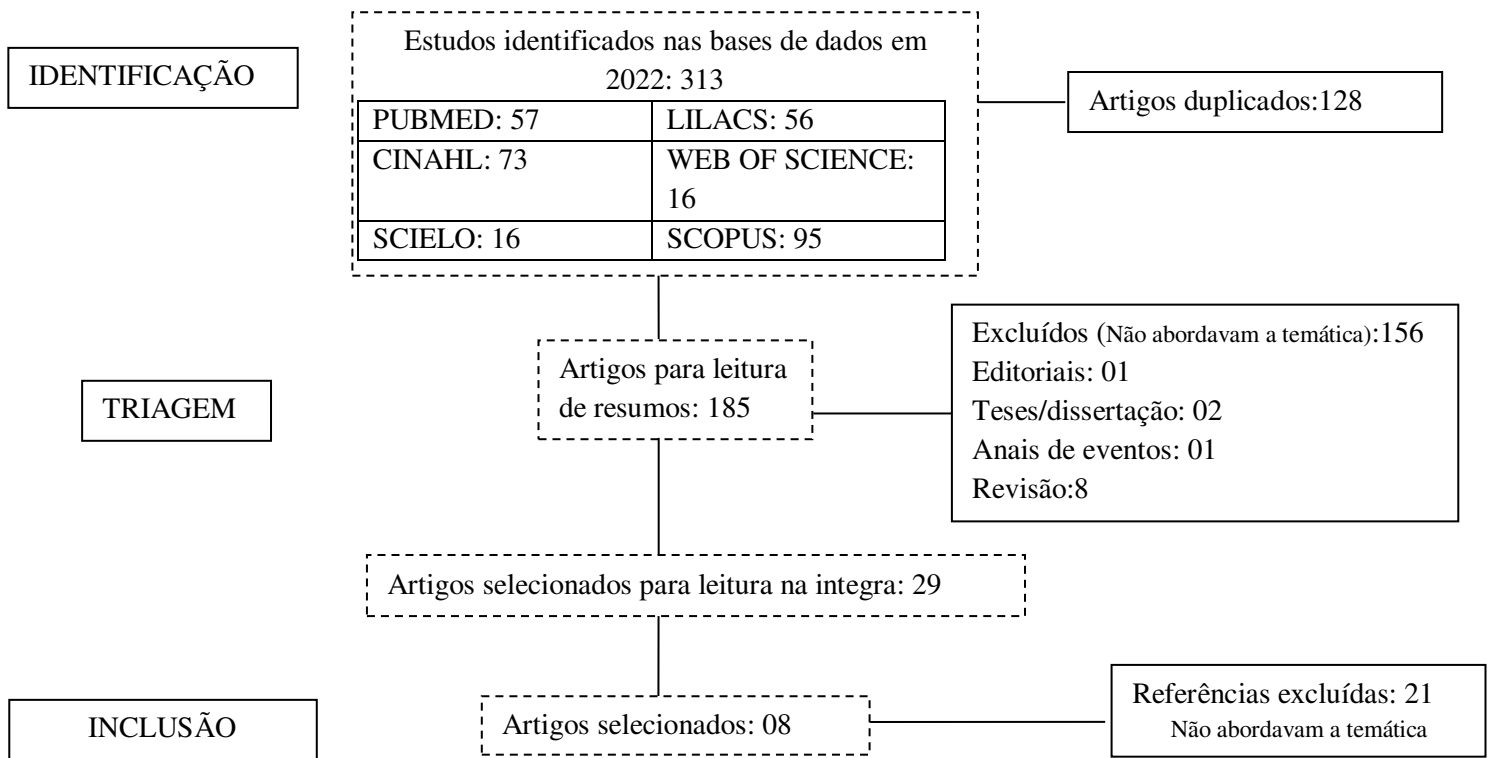 IDENTIFICAÇÃO
Estudos identificados nas bases de dados em
2022: 313
PUBMED: 57
LILACS: 56
CINAHL: 73
WEB OF SCIENCE:
16
SCIELO: 16
SCOPUS: 95
Artigos duplicados:128
TRIAGEM
Artigos para leitura
de resumos: 185
Excluídos (Não abordavam a temática):156
Editoriais: 01
Teses/dissertação: 02
Anais de eventos: 01
Revisão:8
Artigos selecionados para leitura na integra: 29
INCLUSÃO
Artigos selecionados: 08
Referências excluídas: 21
Não abordavam a temática